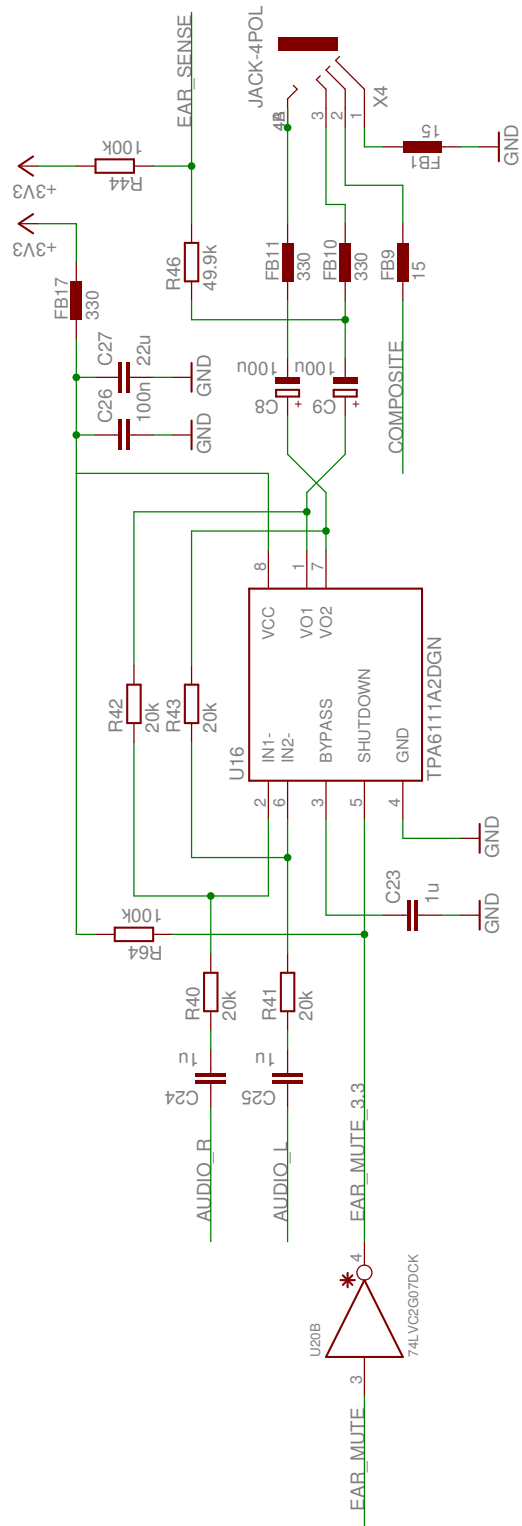 JACK-4POL
X4
3
2
1
FB1
15
GND
EAR_SENSE
+3V3
100k
R44
+3V3
FB17
330
R46
49.9k
FB11
330
FB10
330
FB9
15
COMPOSITE
C27
22u
GND
C26
100n
GND
100u
C8
+
100u
C9
+
8
1
7
VCC
VO1
VO2
R42
20k
R43
20k
U16
TPA6111A2DGN
IN1-
IN2-
BYPASS
SHUTDOWN
GND
2
6
3
5
4
GND
C23
1u
GND
100k
R64
R40
20k
R41
20k
1u
C24
1u
C25
AUDIO_R
AUDIO_L
EAR_MUTE_3.3
4
*
U20B
74LVC2G07DCK
3
EAR_MUTE